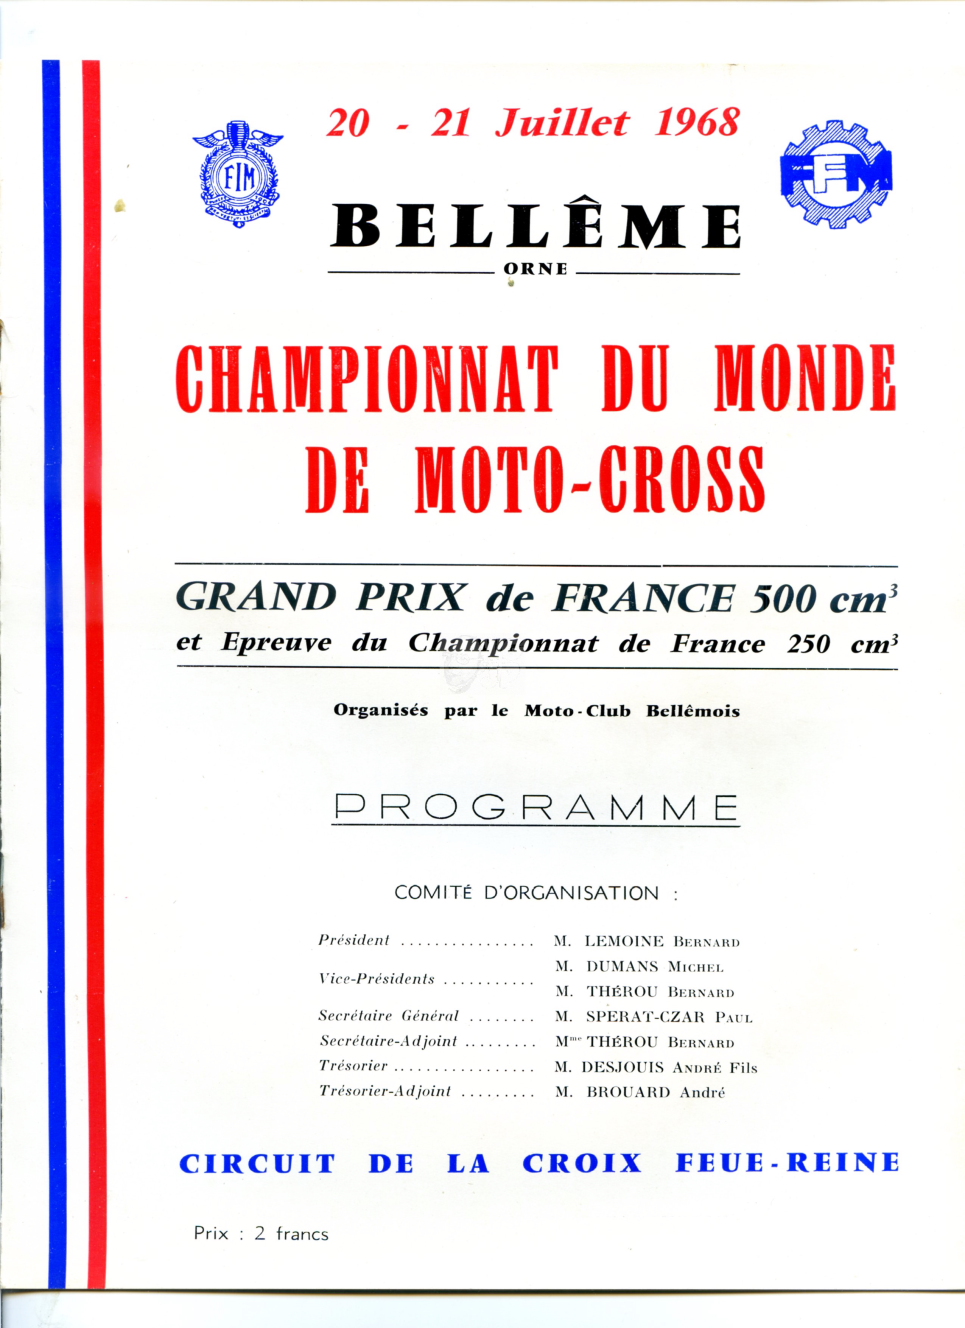 20 - 21 Juillet 1968
FIM
FFM
BELLÊME
ORNE
CHAMPIONNAT DU MONDE
DE MOTO-CROSS
GRAND PRIX de FRANCE 500 cm³
et Epreuve du Championnat de France 250 cm³
Organisés par le Moto-Club Bellêmois
PROGRAMME
COMITÉ D'ORGANISATION :
Président ................ M. LEMOINE BERNARD
M. DUMANS MICHEL
Vice-Présidents ...........
M. THÉROU BERNARD
Secrétaire Général ........ M. SPERAT-CZAR PAUL
Secrétaire-Adjoint ......... Mme THÉROU BERNARD
Trésorier ................. M. DESJOUIS ANDRÉ Fils
Trésorier-Adjoint ......... M. BROUARD André
CIRCUIT DE LA CROIX FEUE-REINE
Prix : 2 francs